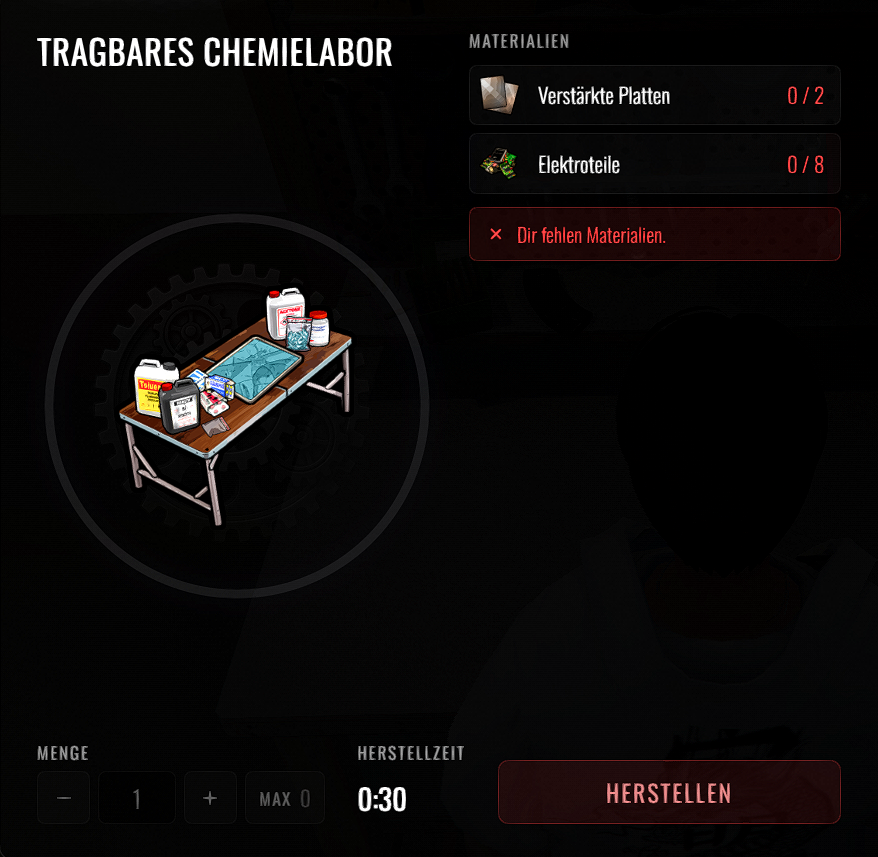 TRAGBARES CHEMIELABOR
MATERIALIEN
Verstärkte Platten 0 / 2
Elektroteile 0 / 8
× Dir fehlen Materialien.
MENGE
− 1 + MAX 0
HERSTELLZEIT
0:30
HERSTELLEN